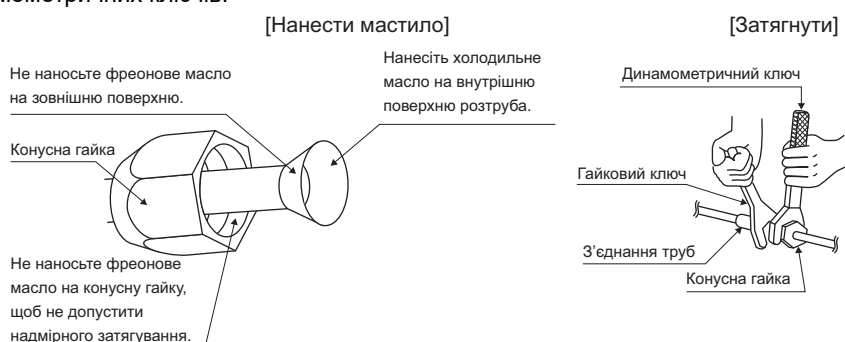 [Нанести мастило]
Не наносьте фреонове масло
на зовнішню поверхню.
Нанесіть холодильне
масло на внутрішню
поверхню розтруба.
Конусна гайка
Не наносьте фреонове
масло на конусну гайку,
щоб не допустити
надмірного затягування.
[Затягнути]
Динамометричний ключ
Гайковий ключ
З’єднання труб
Конусна гайка